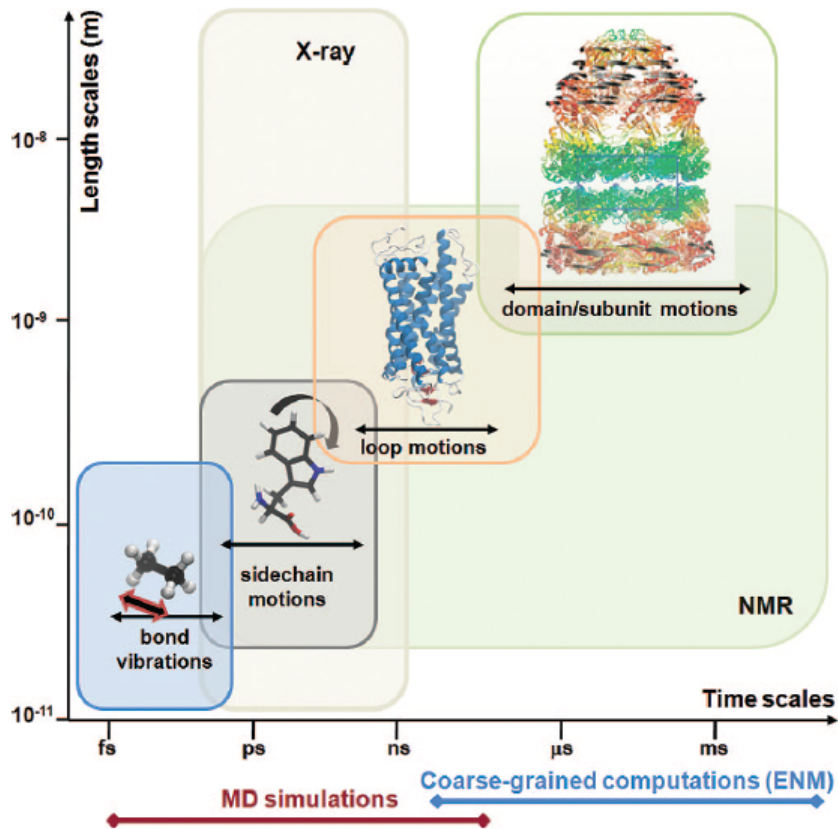 Length scales (m)
X-ray
10⁻⁸
domain/subunit motions
10⁻⁹
loop motions
10⁻¹⁰
sidechain
motions
NMR
bond
vibrations
10⁻¹¹
Time scales
fs ps ns μs ms
Coarse-grained computations (ENM)
MD simulations